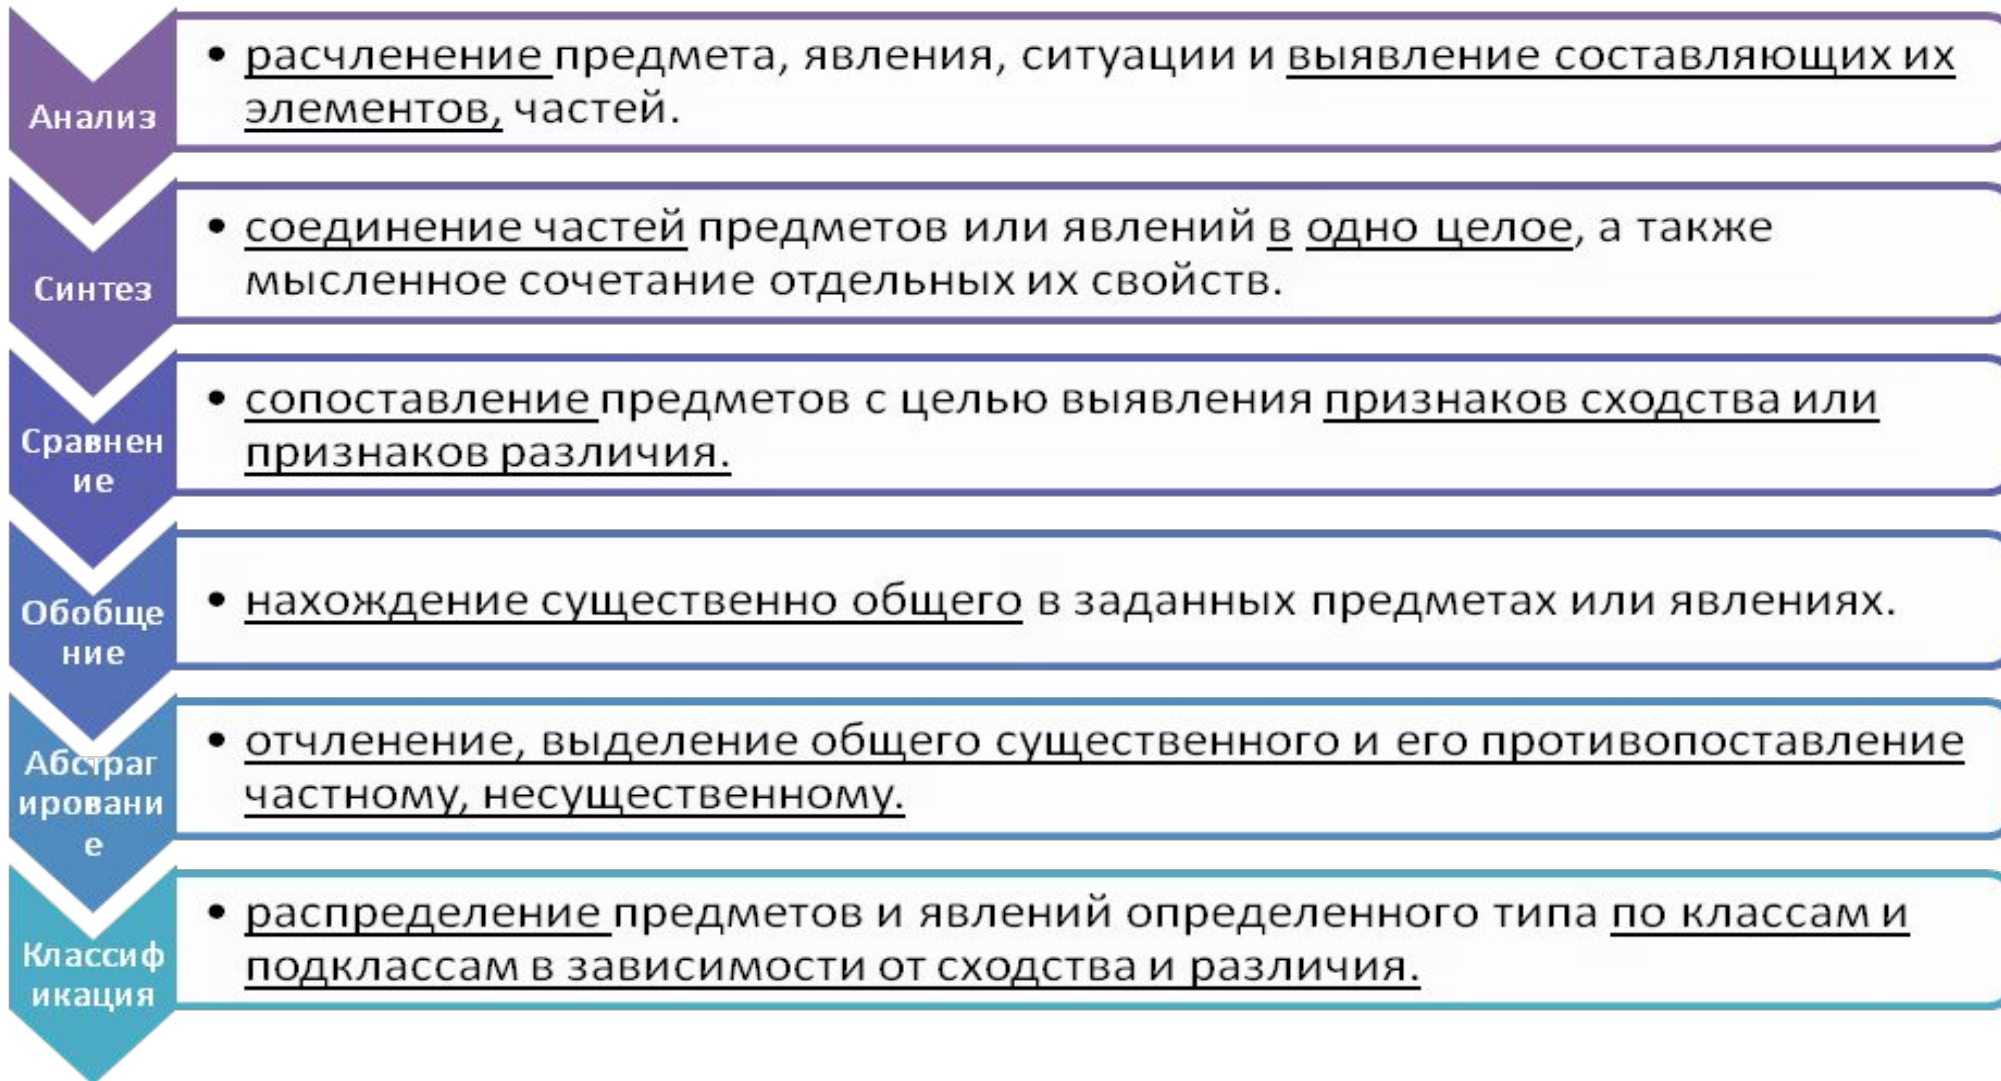 Анализ
• расчленение предмета, явления, ситуации и выявление составляющих их
элементов, частей.
Синтез
• соединение частей предметов или явлений в одно целое, а также
мысленное сочетание отдельных их свойств.
Сравнен
ие
• сопоставление предметов с целью выявления признаков сходства или
признаков различия.
Обобще
ние
• нахождение существенно общего в заданных предметах или явлениях.
Абстраг
ировани
е
• отчленение, выделение общего существенного и его противопоставление
частному, несущественному.
Классиф
икация
• распределение предметов и явлений определенного типа по классам и
подклассам в зависимости от сходства и различия.